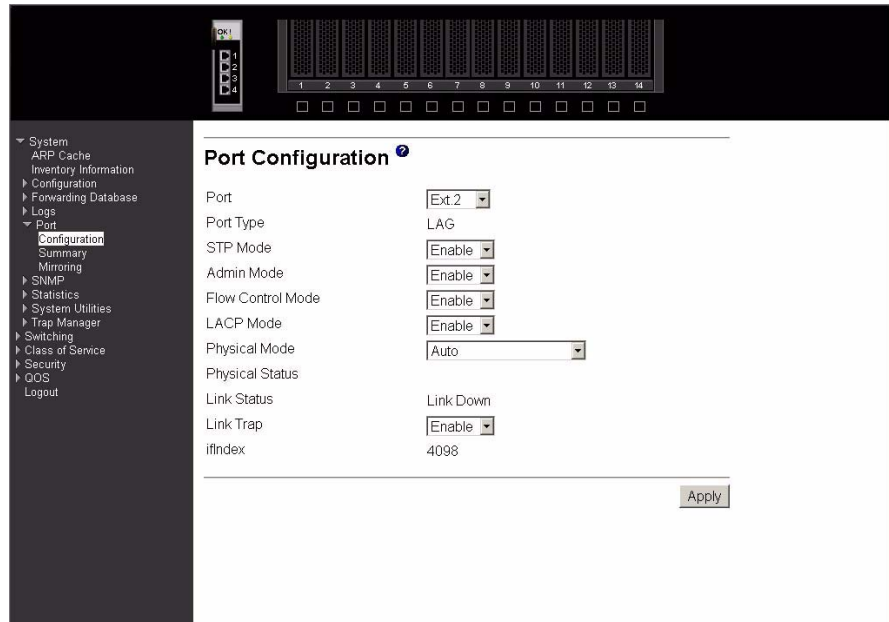 OK!
1
2
3
4
1 2 3 4 5 6 7 8 9 10 11 12 13 14
System
ARP Cache
Inventory Information
Configuration
Forwarding Database
Logs
Port
Configuration
Summary
Mirroring
SNMP
Statistics
System Utilities
Trap Manager
Switching
Class of Service
Security
QOS
Logout
Port Configuration ?
Port Ext.2
Port Type LAG
STP Mode Enable
Admin Mode Enable
Flow Control Mode Enable
LACP Mode Enable
Physical Mode Auto
Physical Status
Link Status Link Down
Link Trap Enable
ifIndex 4098
Apply